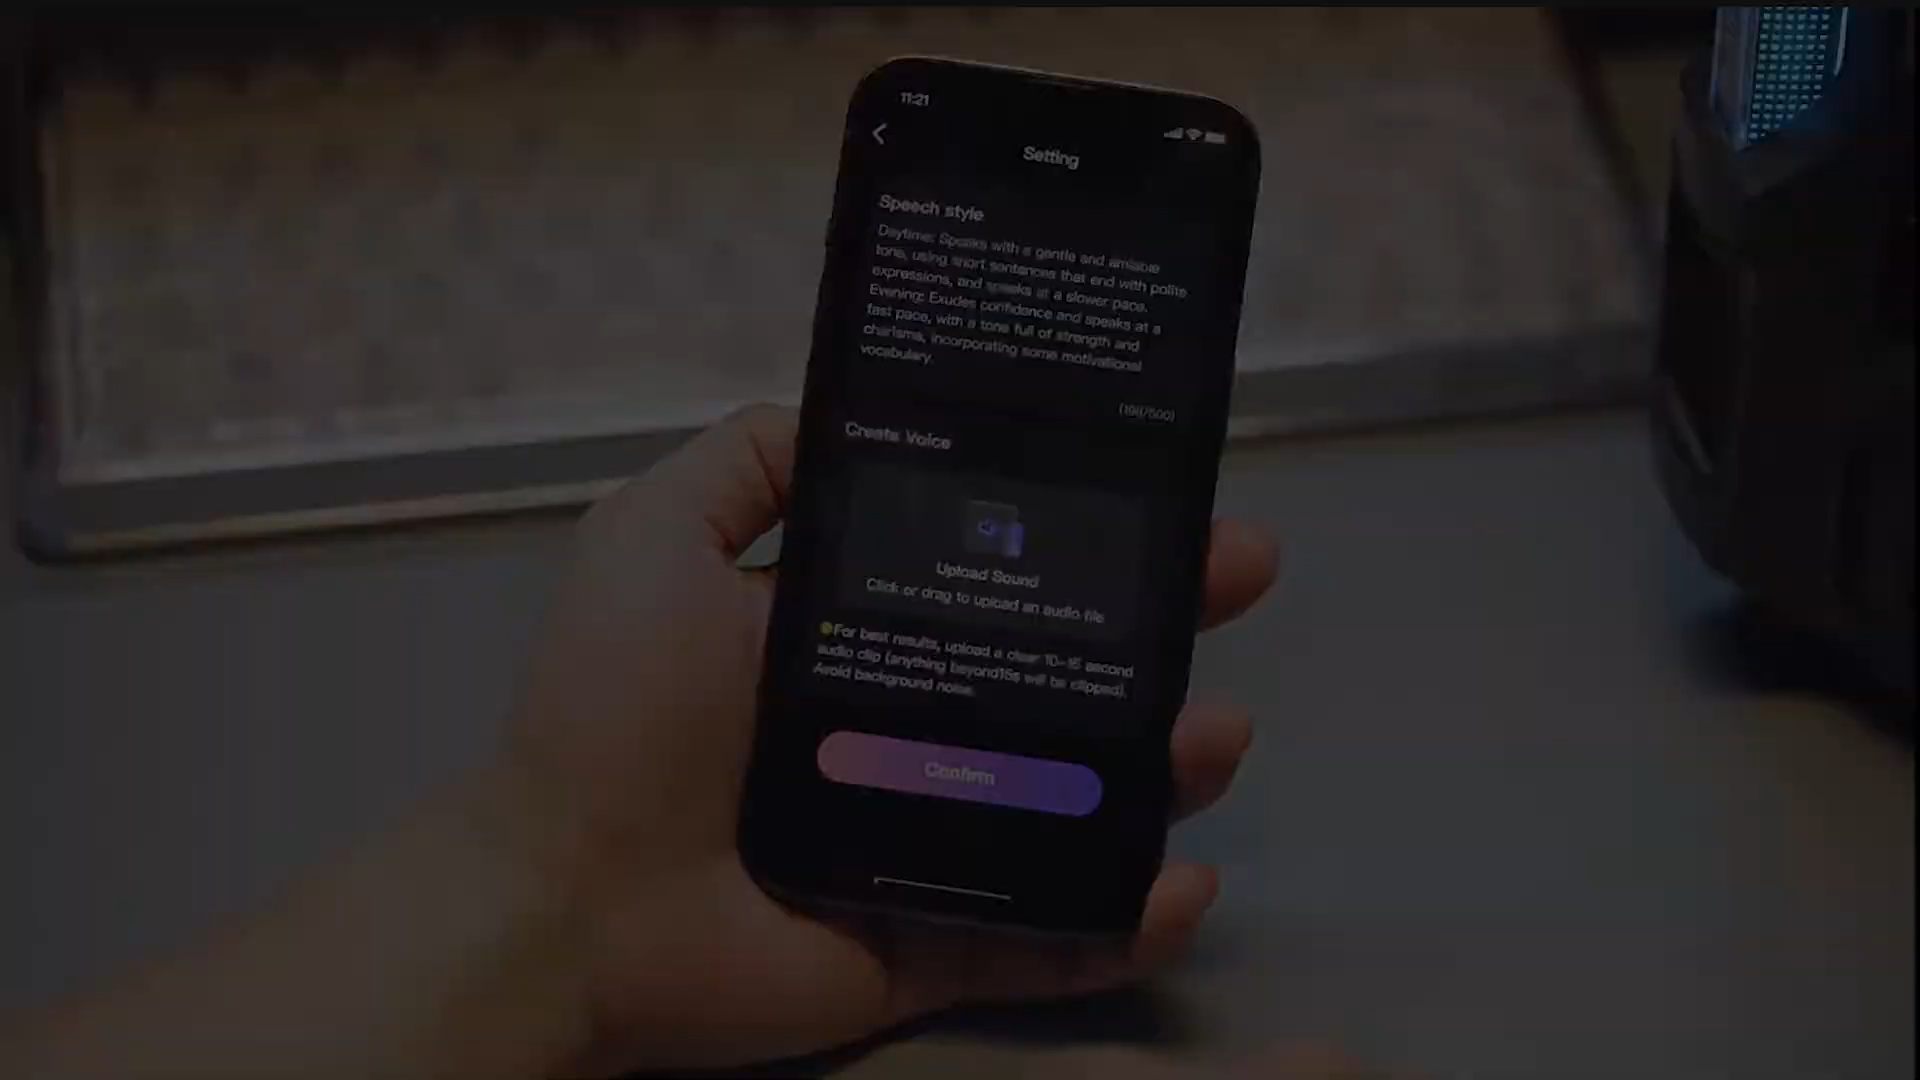 11:21
Setting
Speech style
Daytime: Speaks with a gentle and amiable
tone, using short sentences that end with polite
expressions, and speaks at a slower pace.
Evening: Exudes confidence and speaks at a
fast pace, with a tone full of strength and
charisma, incorporating some motivational
vocabulary.
(198/500)
Create Voice
Upload Sound
Click or drag to upload an audio file
For best results, upload a clear 10-15 second
audio clip (anything beyond15s will be clipped).
Avoid background noise.
Confirm